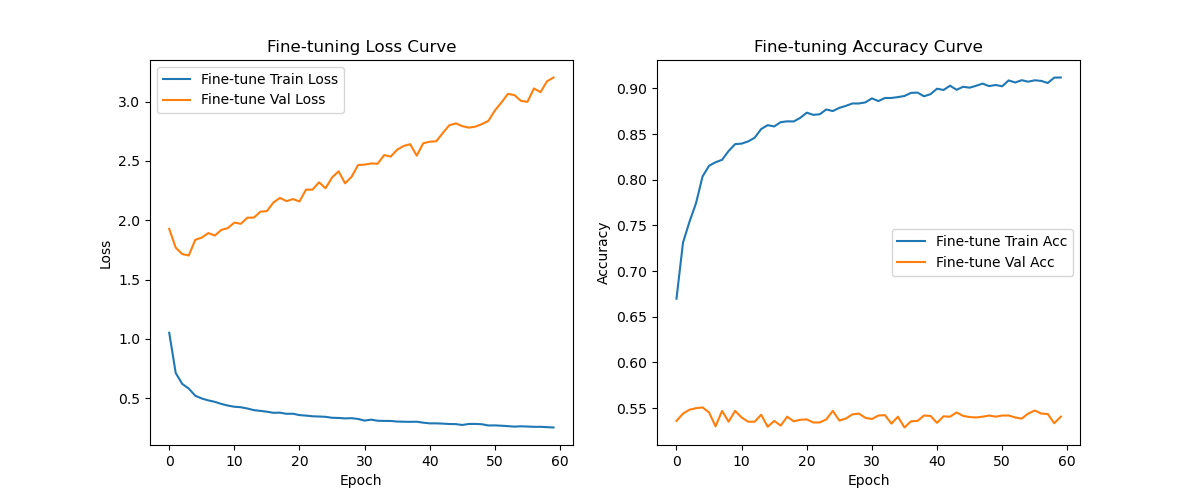 Fine-tuning Loss Curve
Fine-tune Train Loss
Fine-tune Val Loss
3.0
2.5
2.0
1.5
1.0
0.5
Loss
0 10 20 30 40 50 60
Epoch
Fine-tuning Accuracy Curve
0.90
0.85
0.80
0.75
0.70
0.65
0.60
0.55
Accuracy
Fine-tune Train Acc
Fine-tune Val Acc
0 10 20 30 40 50 60
Epoch